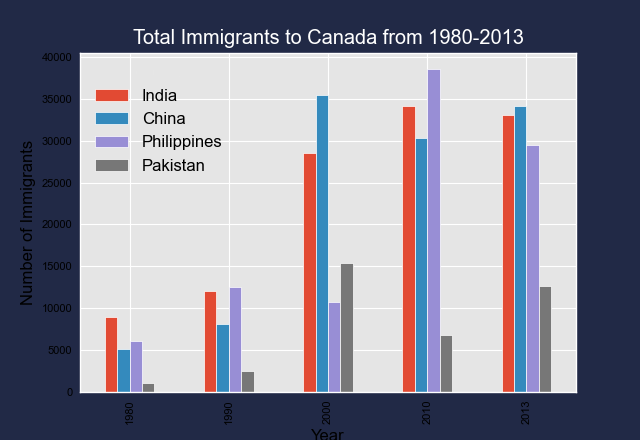 Total Immigrants to Canada from 1980-2013
40000
35000
30000
25000
20000
15000
10000
5000
0
Number of Immigrants
India
China
Philippines
Pakistan
1980
1990
2000
2010
2013
Year